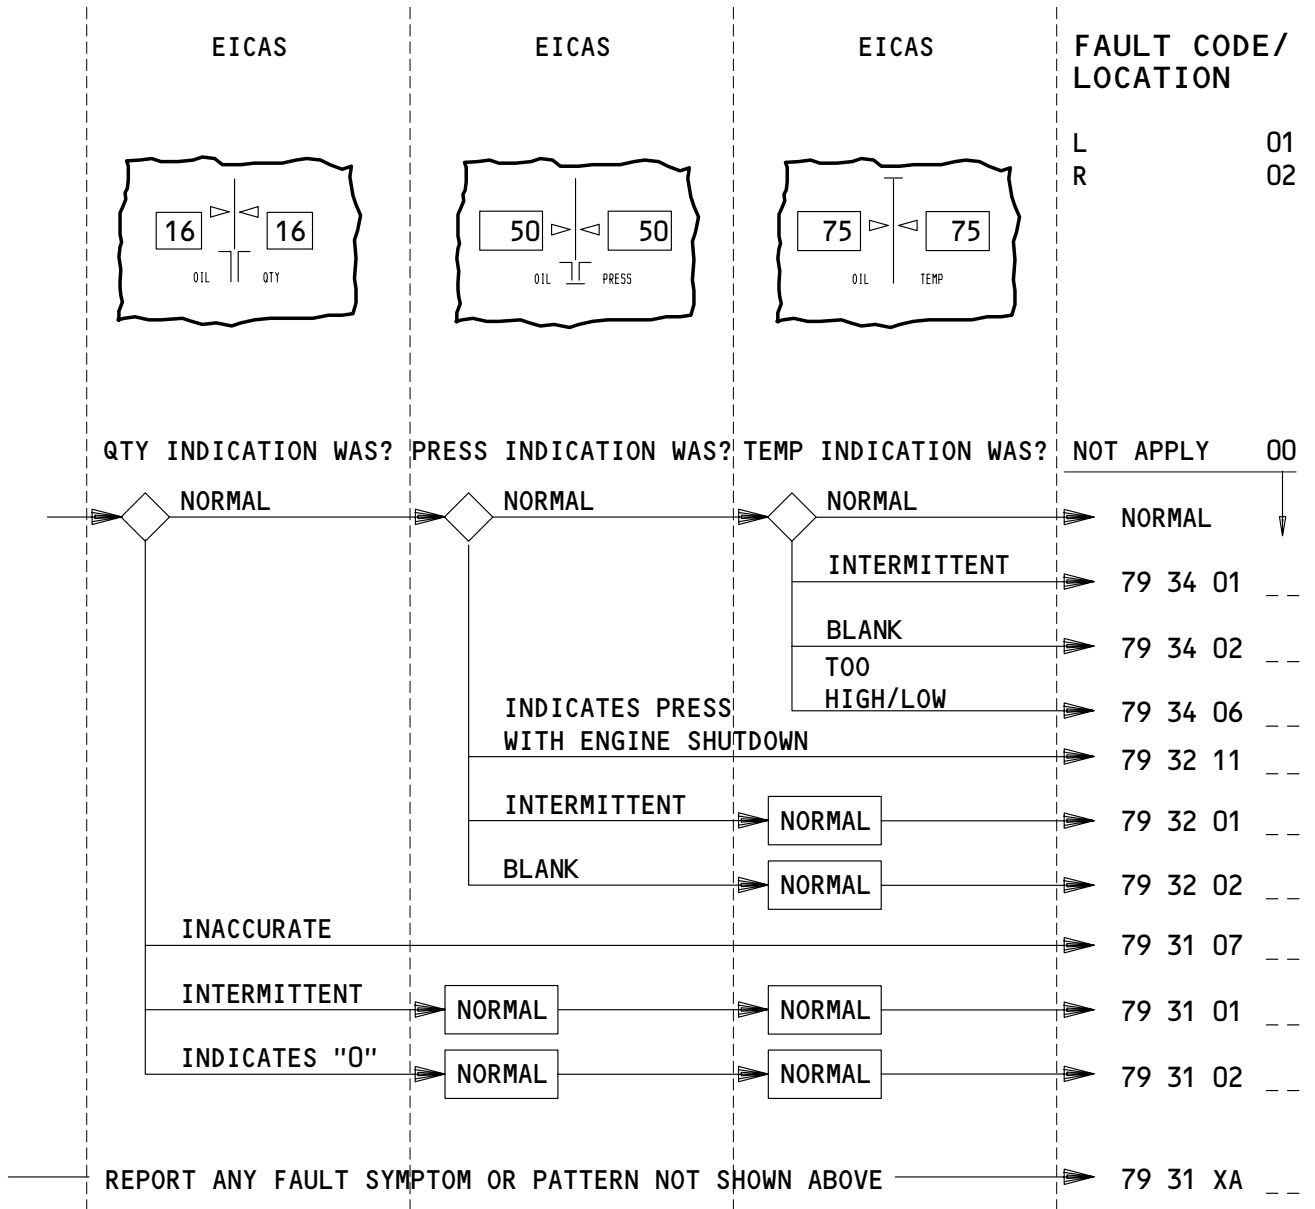 EICAS EICAS EICAS FAULT CODE/
LOCATION
L 01
R 02
16 16 50 50 75 75
OIL QTY OIL PRESS OIL TEMP
QTY INDICATION WAS? PRESS INDICATION WAS? TEMP INDICATION WAS? NOT APPLY 00
NORMAL NORMAL NORMAL NORMAL
INTERMITTENT 79 34 01 _ _
BLANK 79 34 02 _ _
TOO
HIGH/LOW 79 34 06 _ _
INDICATES PRESS
WITH ENGINE SHUTDOWN 79 32 11 _ _
INTERMITTENT NORMAL 79 32 01 _ _
BLANK NORMAL 79 32 02 _ _
INACCURATE 79 31 07 _ _
INTERMITTENT NORMAL NORMAL 79 31 01 _ _
INDICATES "0" NORMAL NORMAL 79 31 02 _ _
REPORT ANY FAULT SYMPTOM OR PATTERN NOT SHOWN ABOVE 79 31 XA _ _